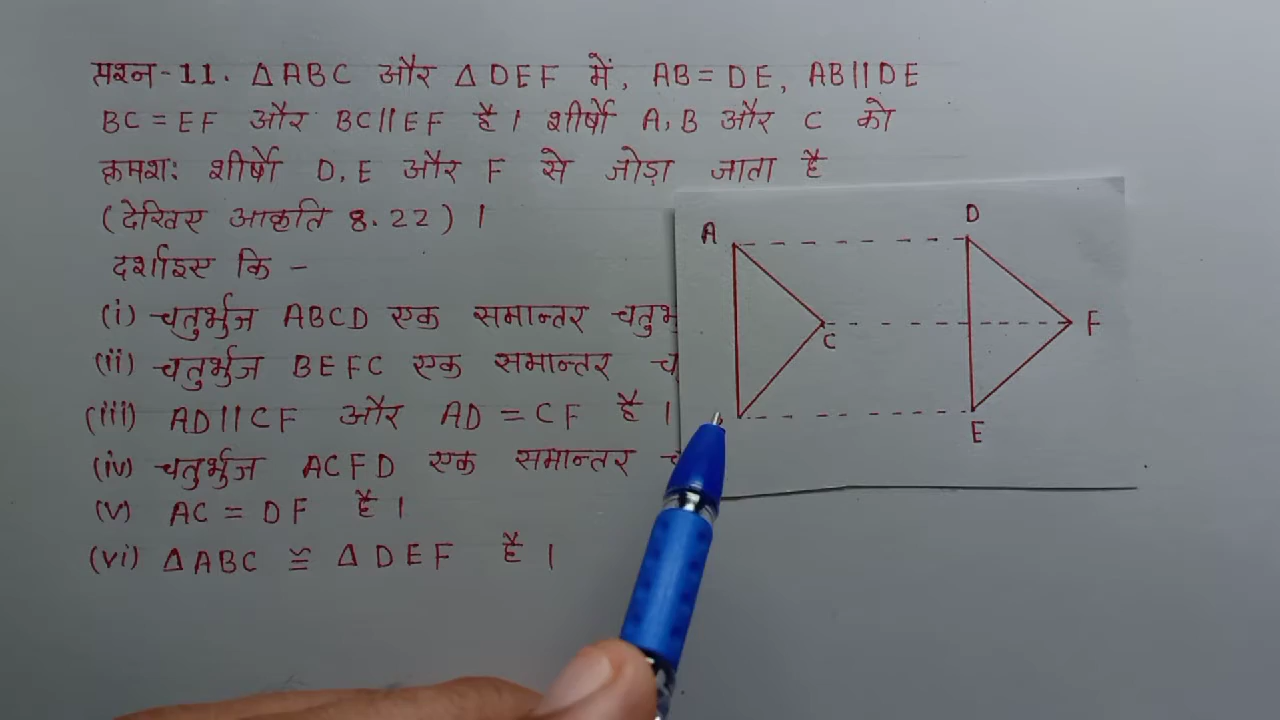 प्रश्न-11. ΔABC और ΔDEF में, AB=DE, AB||DE
BC=EF और BC||EF है। शीर्षो A,B और C को
क्रमश: शीर्षो D,E और F से जोड़ा जाता है
(देखिए आकृति 8.22)।
दर्शाइए कि -
(i) चतुर्भुज ABCD एक समान्तर
(ii) चतुर्भुज BEFC एक समान्तर
(iii) AD||CF और AD=CF है।
(iv) चतुर्भुज ACFD एक समान्तर
(v) AC=DF है।
(vi) ΔABC ≅ ΔDEF है।
A
D
C
F
E